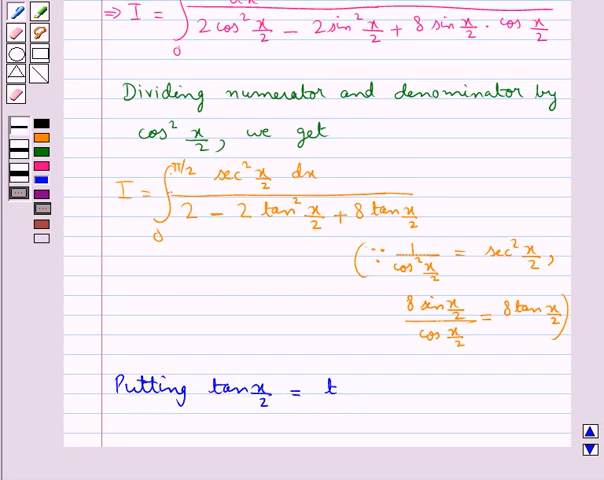 ⇒ I = ∫₀ dx / (2 cos² x/2 − 2 sin² x/2 + 8 sin x/2 · cos x/2)
Dividing numerator and denominator by
cos² x/2, we get
I = ∫₀^(π/2) sec² x/2 dx / (2 − 2 tan² x/2 + 8 tan x/2)
(∵ 1 / cos² x/2 = sec² x/2,
8 sin x/2 / cos x/2 = 8 tan x/2)
Putting tan x/2 = t